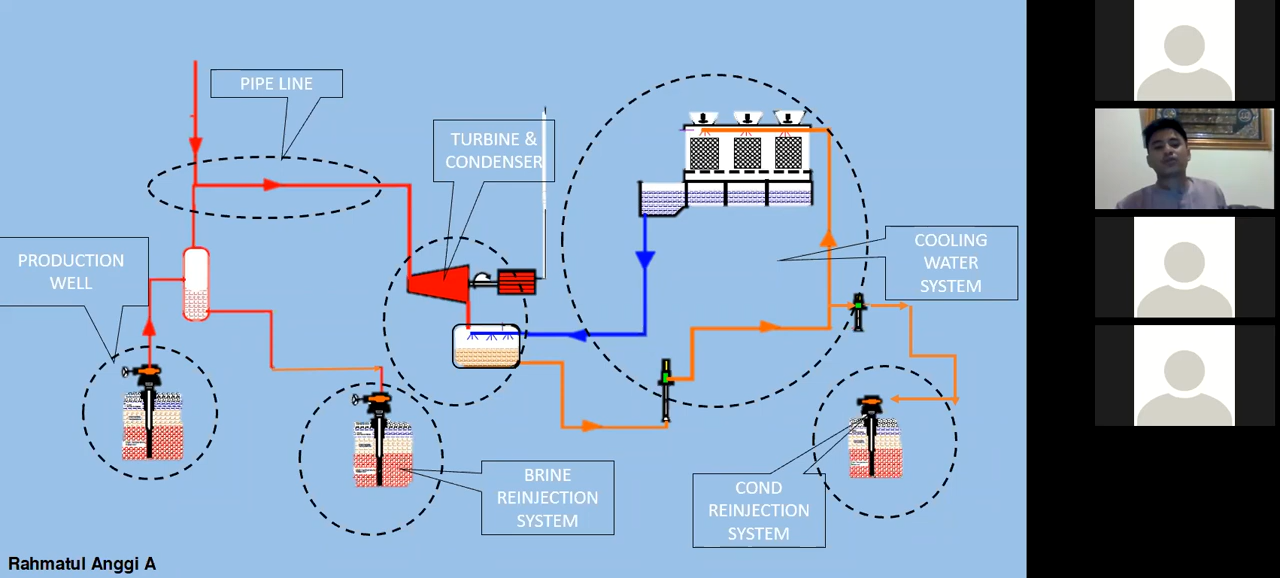 PIPE LINE
TURBINE &
CONDENSER
COOLING
WATER
SYSTEM
PRODUCTION
WELL
BRINE
REINJECTION
SYSTEM
COND
REINJECTION
SYSTEM
Rahmatul Anggi A